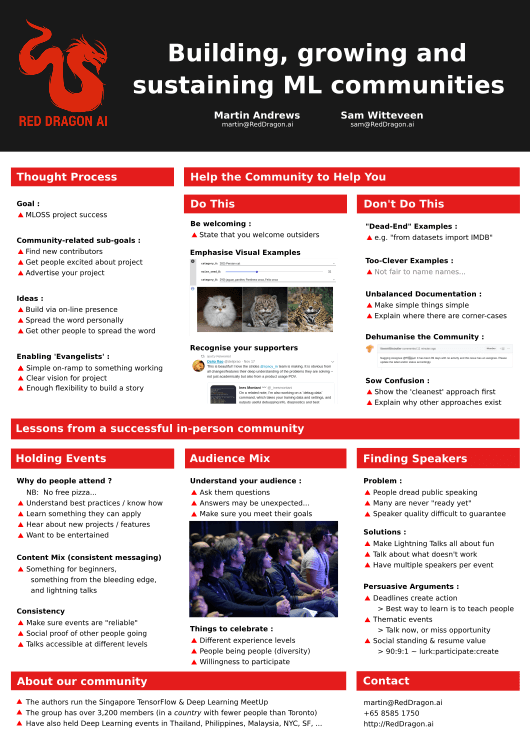 Building, growing and
sustaining ML communities
RED DRAGON AI
Martin Andrews
martin@RedDragon.ai
Sam Witteveen
sam@RedDragon.ai
Thought Process
Goal :
MLOSS project success
Community-related sub-goals :
Find new contributors
Get people excited about project
Advertise your project
Ideas :
Build via on-line presence
Spread the word personally
Get other people to spread the word
Enabling 'Evangelists' :
Simple on-ramp to something working
Clear vision for project
Enough flexibility to build a story
Help the Community to Help You
Do This
Be welcoming :
State that you welcome outsiders
Emphasise Visual Examples
Recognise your supporters
Don't Do This
"Dead-End" Examples :
e.g. "from datasets import IMDB"
Too-Clever Examples :
Not fair to name names...
Unbalanced Documentation :
Make simple things simple
Explain where there are corner-cases
Dehumanise the Community :
Sow Confusion :
Show the 'cleanest' approach first
Explain why other approaches exist
Lessons from a successful in-person community
Holding Events
Why do people attend ?
NB: No free pizza...
Understand best practices / know how
Learn something they can apply
Hear about new projects / features
Want to be entertained
Content Mix (consistent messaging)
Something for beginners,
something from the bleeding edge,
and lightning talks
Consistency
Make sure events are "reliable"
Social proof of other people going
Talks accessible at different levels
Audience Mix
Understand your audience :
Ask them questions
Answers may be unexpected...
Make sure you meet their goals
Things to celebrate :
Different experience levels
People being people (diversity)
Willingness to participate
Finding Speakers
Problem :
People dread public speaking
Many are never "ready yet"
Speaker quality difficult to guarantee
Solutions :
Make Lightning Talks all about fun
Talk about what doesn't work
Have multiple speakers per event
Persuasive Arguments :
Deadlines create action
> Best way to learn is to teach people
Thematic events
> Talk now, or miss opportunity
Social standing & resume value
> 90:9:1 ~ lurk:participate:create
About our community
The authors run the Singapore TensorFlow & Deep Learning MeetUp
The group has over 3,200 members (in a country with fewer people than Toronto)
Have also held Deep Learning events in Thailand, Philippines, Malaysia, NYC, SF, ...
Contact
martin@RedDragon.ai
+65 8585 1750
http://RedDragon.ai